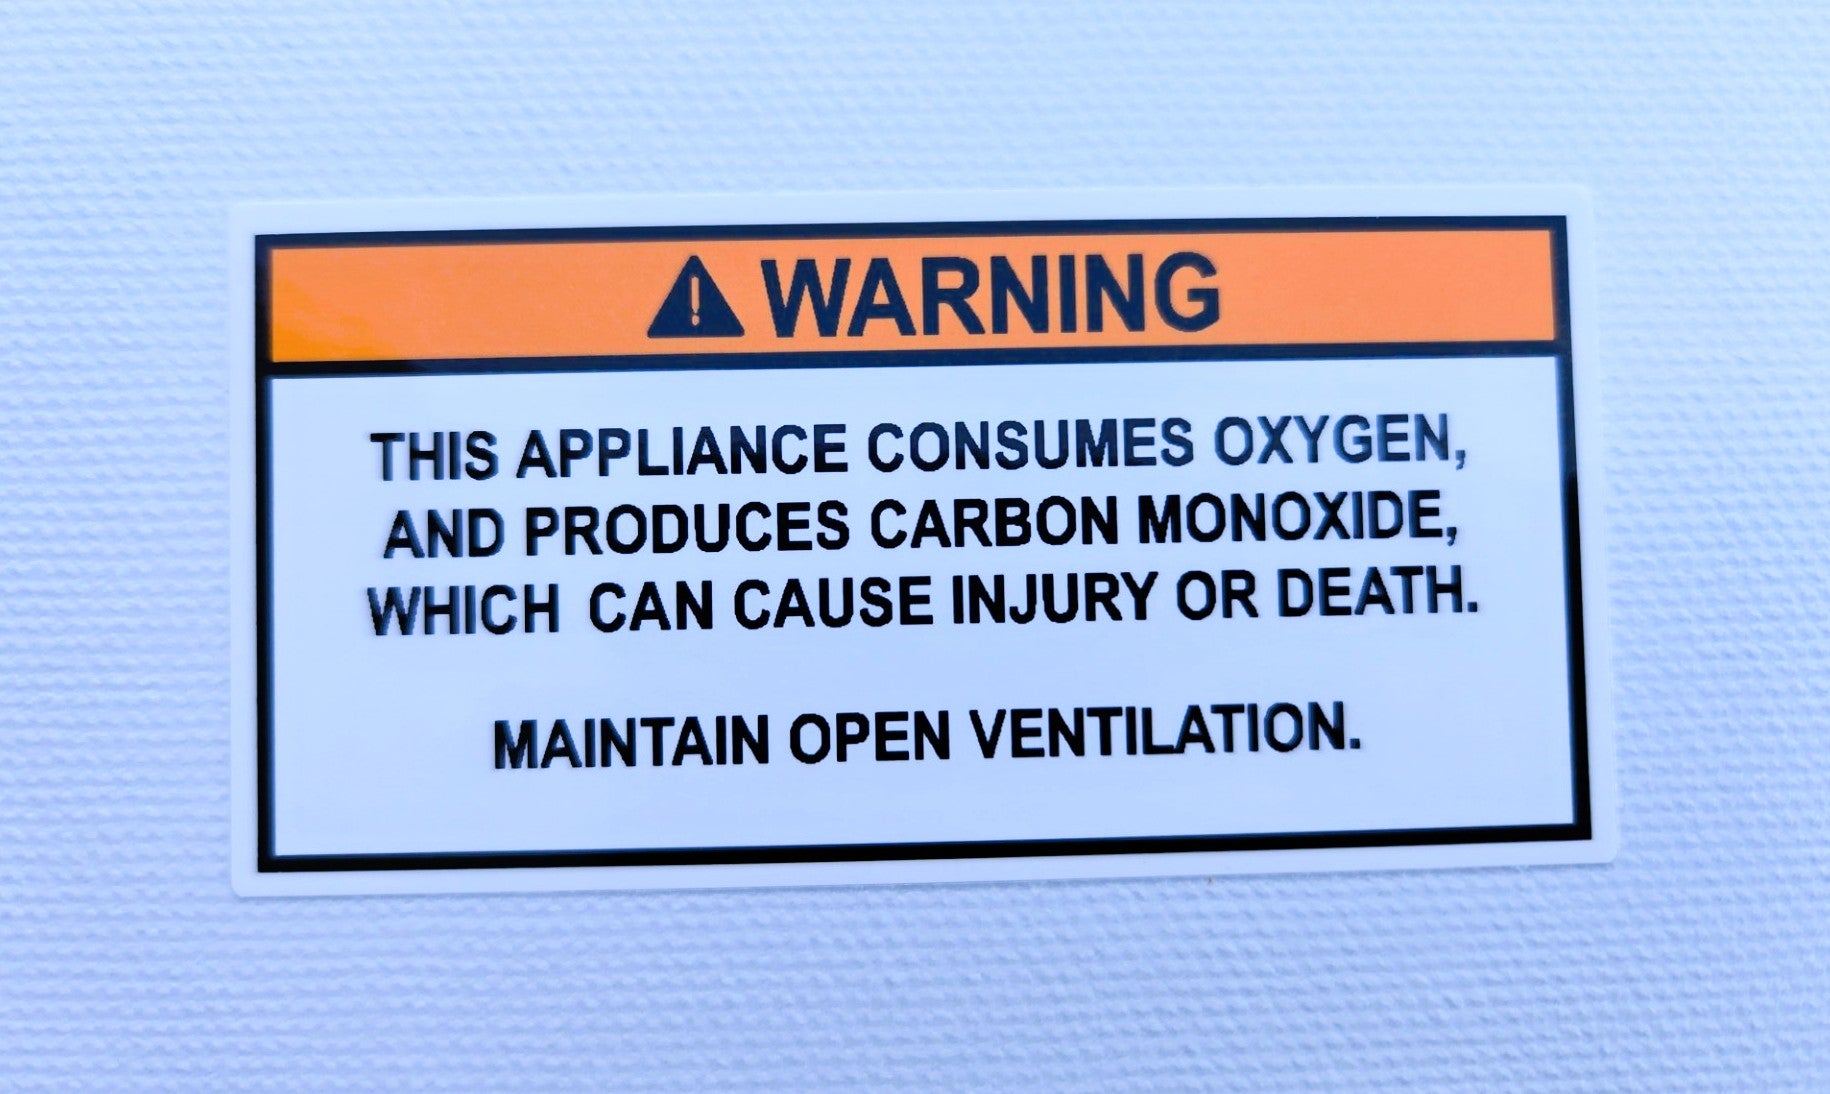 WARNING
THIS APPLIANCE CONSUMES OXYGEN,
AND PRODUCES CARBON MONOXIDE,
WHICH CAN CAUSE INJURY OR DEATH.
MAINTAIN OPEN VENTILATION.